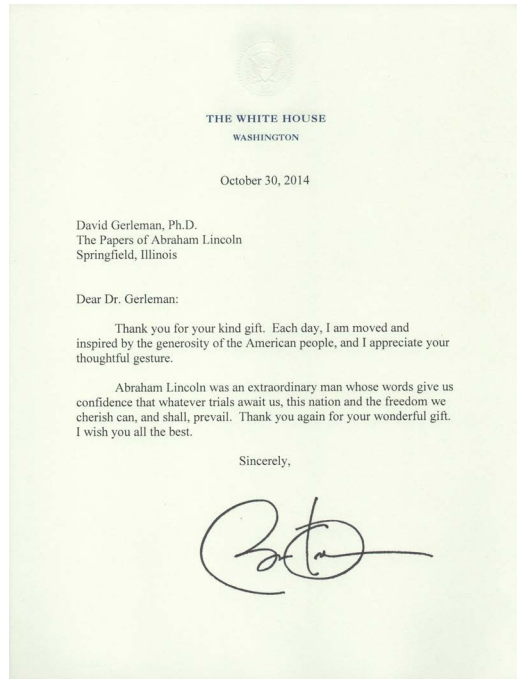 THE WHITE HOUSE
WASHINGTON
October 30, 2014
David Gerleman, Ph.D.
The Papers of Abraham Lincoln
Springfield, Illinois
Dear Dr. Gerleman:
Thank you for your kind gift.  Each day, I am moved and
inspired by the generosity of the American people, and I appreciate your
thoughtful gesture.
Abraham Lincoln was an extraordinary man whose words give us
confidence that whatever trials await us, this nation and the freedom we
cherish can, and shall, prevail.  Thank you again for your wonderful gift.
I wish you all the best.
Sincerely,